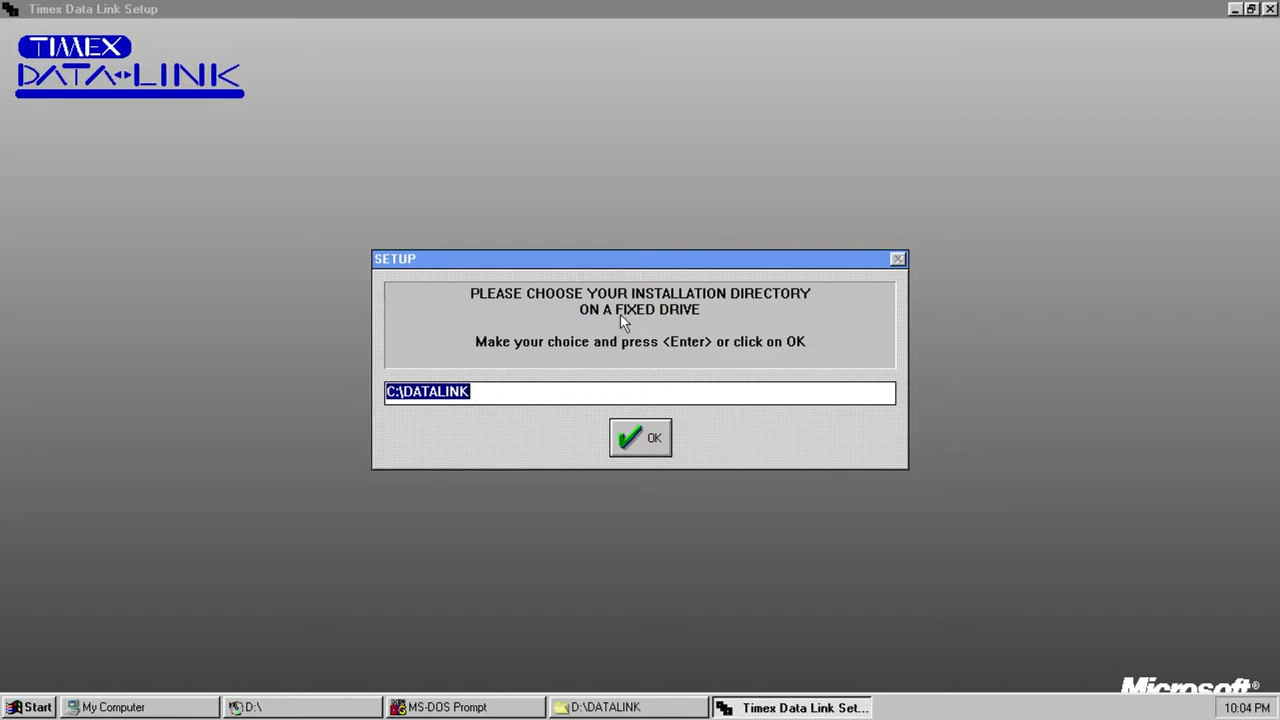 Timex Data Link Setup
TIMEX
DATA LINK
SETUP
PLEASE CHOOSE YOUR INSTALLATION DIRECTORY
ON A FIXED DRIVE
Make your choice and press <Enter> or click on OK
C:\DATALINK
OK
Microsoft®
Start
My Computer
D:\
MS-DOS Prompt
D:\DATALINK
Timex Data Link Set...
10:04 PM